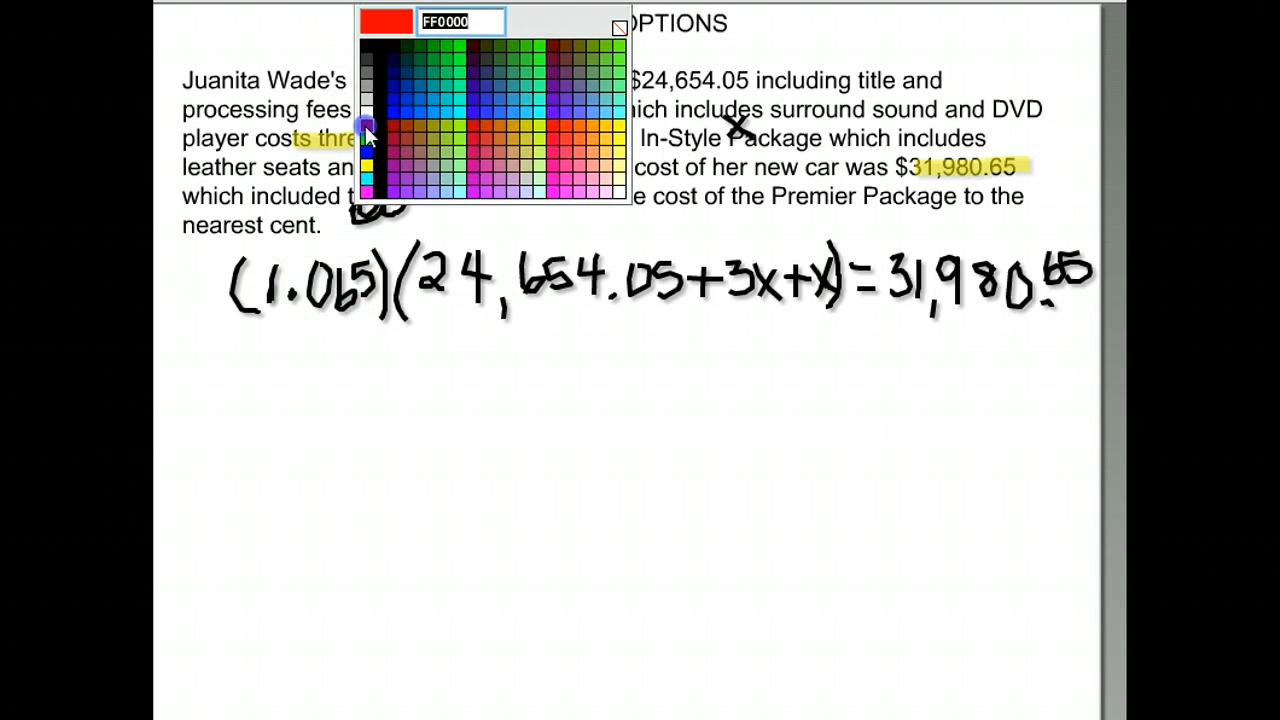 FF0000 OPTIONS
Juanita Wade's $24,654.05 including title and
processing fees hich includes surround sound and DVD
player costs thre x In-Style Package which includes
leather seats an cost of her new car was $31,980.65
which included t e cost of the Premier Package to the
nearest cent.
(1.065)(24,654.05+3x+x)=31,980.65